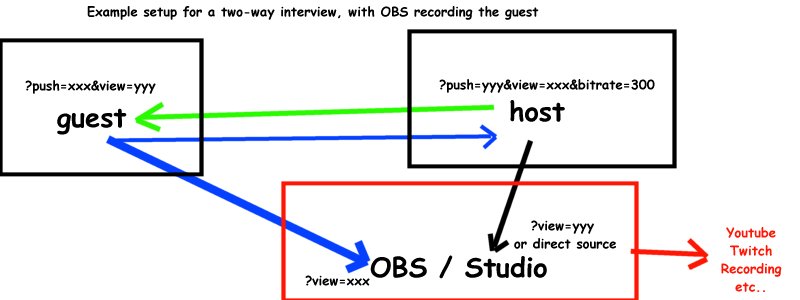 Example setup for a two-way interview, with OBS recording the guest
?push=xxx&view=yyy
guest
?push=yyy&view=xxx&bitrate=300
host
?view=yyy
or direct source
?view=xxx
OBS / Studio
Youtube
Twitch
Recording
etc..